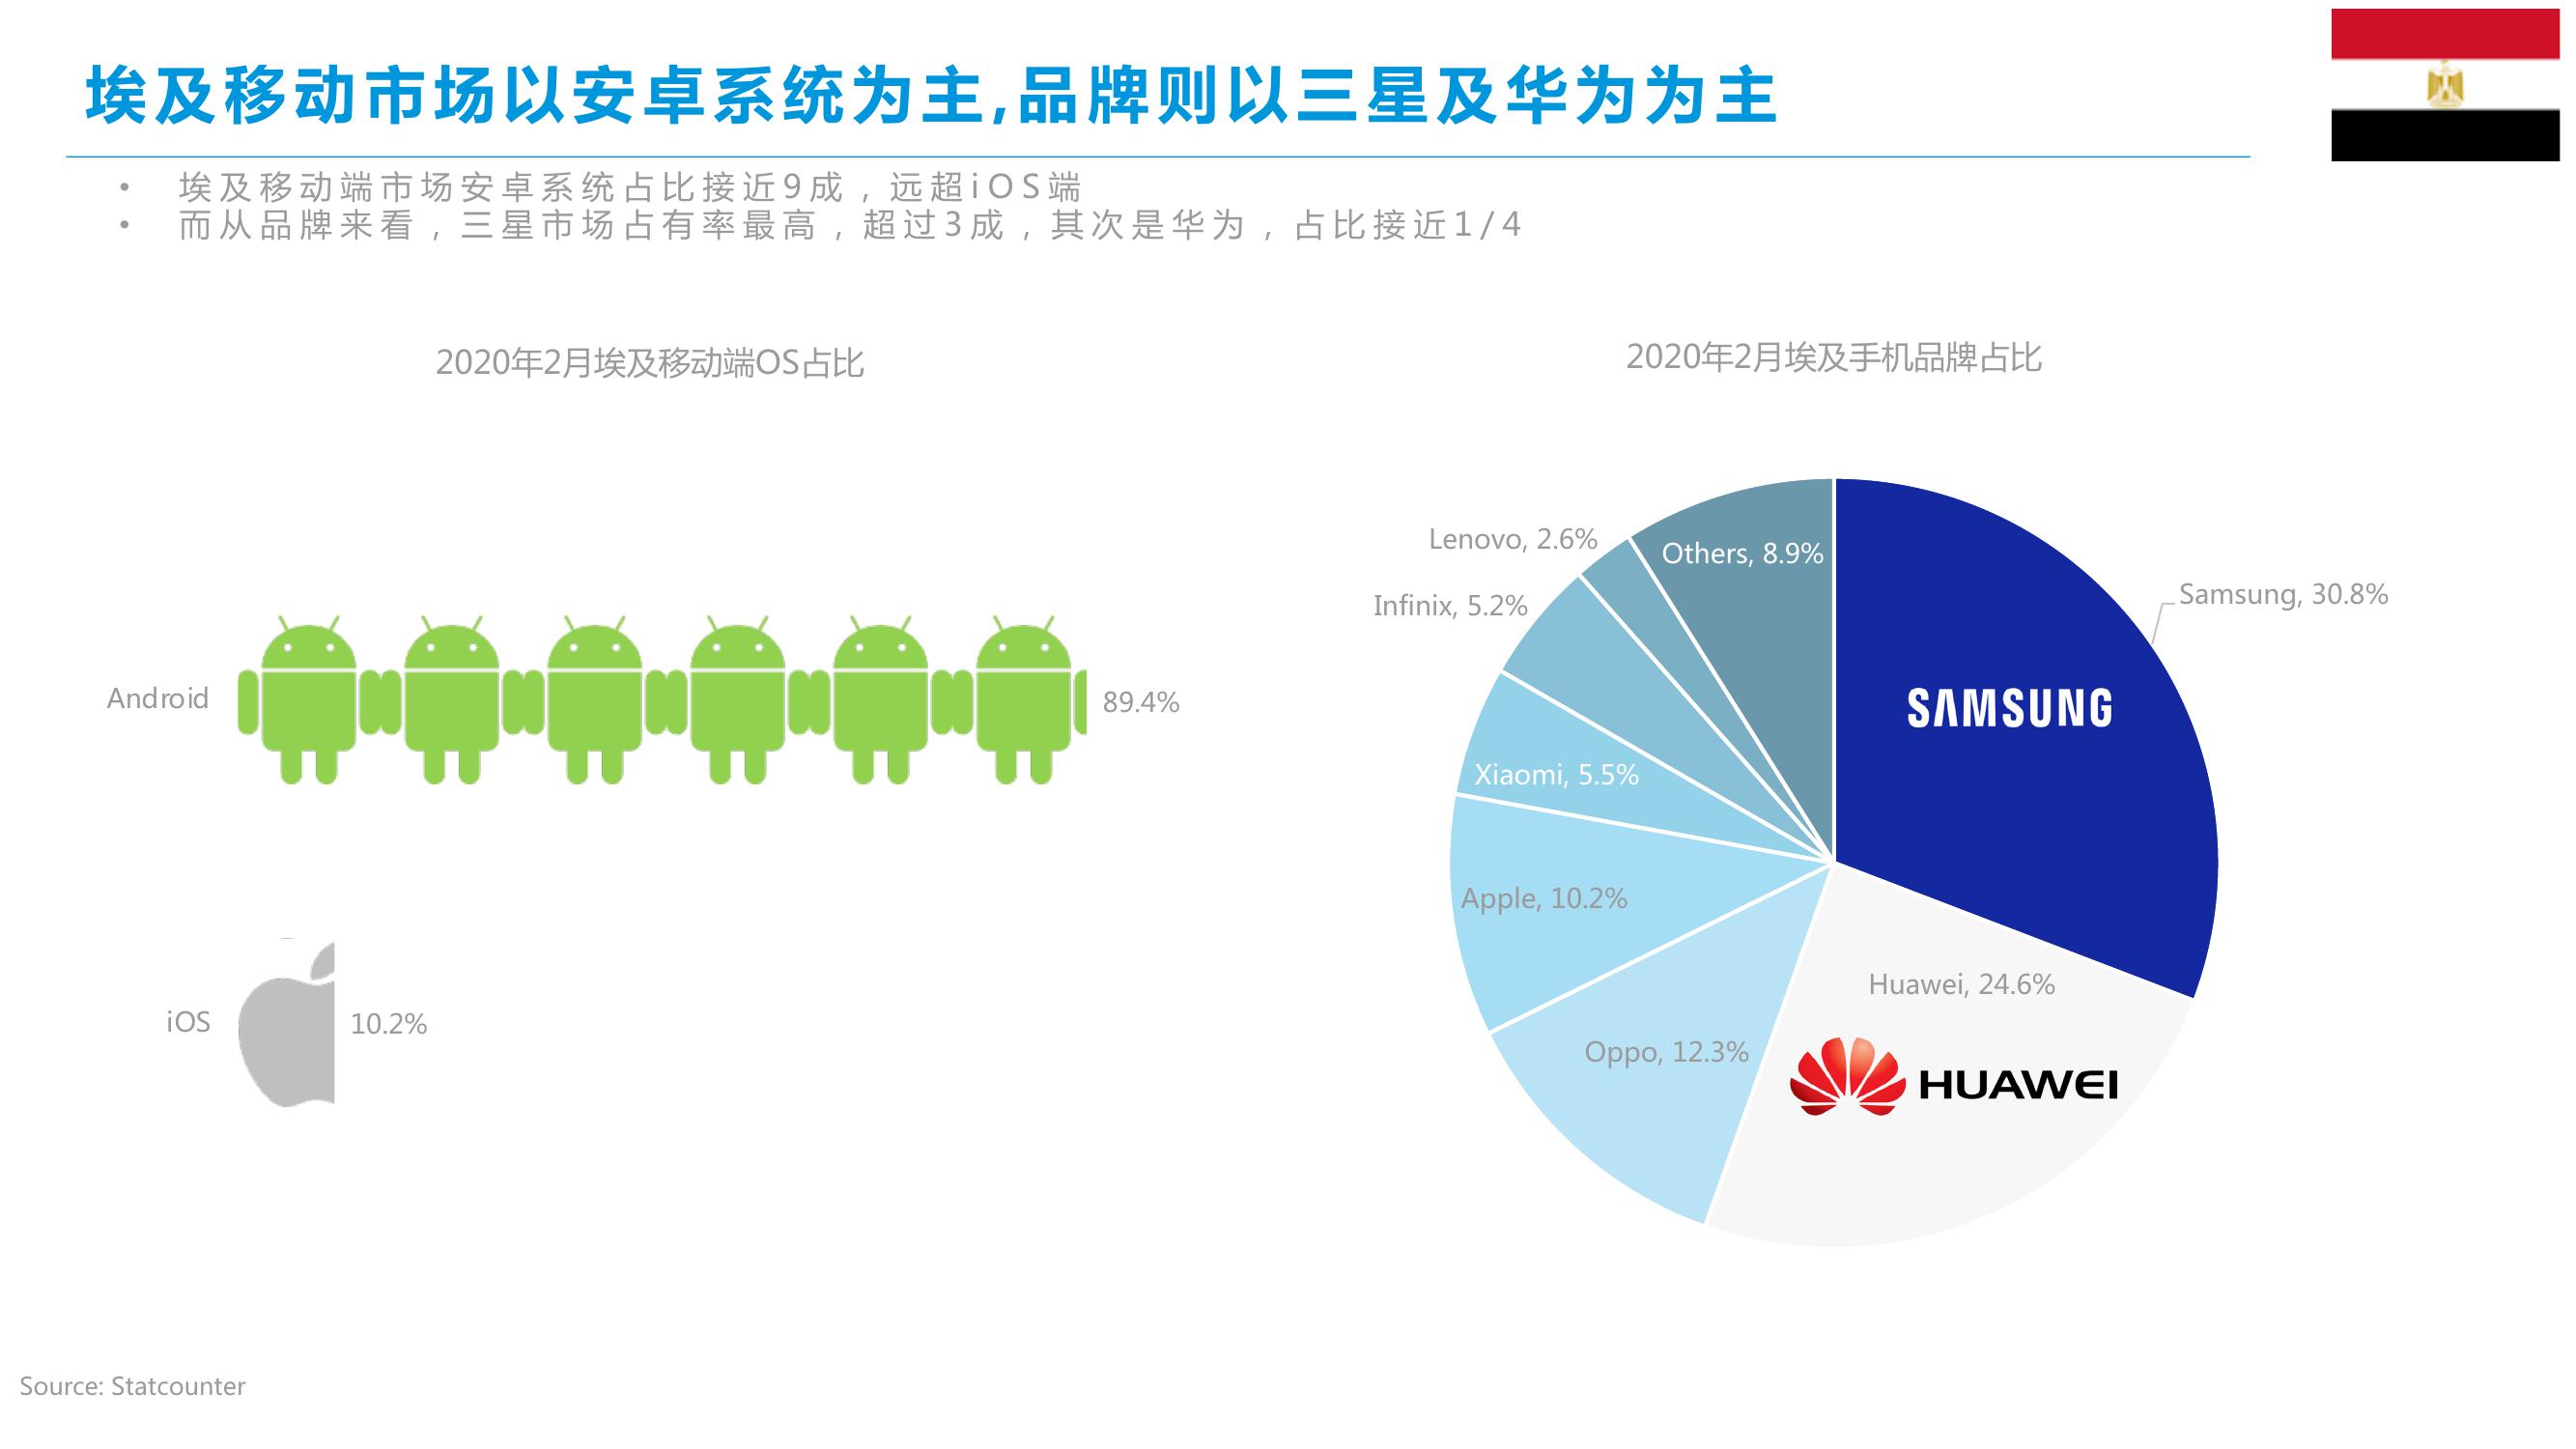 埃及移动市场以安卓系统为主,品牌则以三星及华为为主
• 埃及移动端市场安卓系统占比接近9成，远超iOS端
• 而从品牌来看，三星市场占有率最高，超过3成，其次是华为，占比接近1/4
2020年2月埃及移动端OS占比
Android
89.4%
iOS
10.2%
2020年2月埃及手机品牌占比
Lenovo, 2.6%
Others, 8.9%
Samsung, 30.8%
Infinix, 5.2%
SAMSUNG
Xiaomi, 5.5%
Apple, 10.2%
Huawei, 24.6%
Oppo, 12.3%
HUAWEI
Source: Statcounter